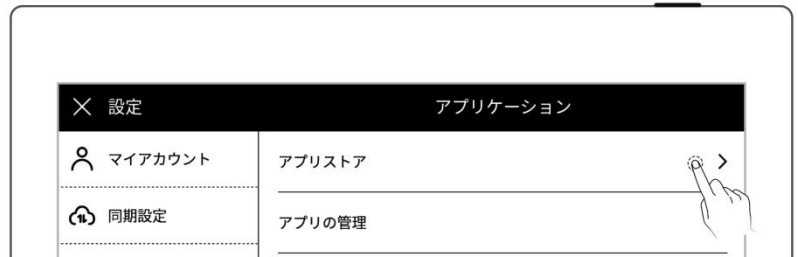 設定
アプリケーション
マイアカウント
アプリストア
同期設定
アプリの管理